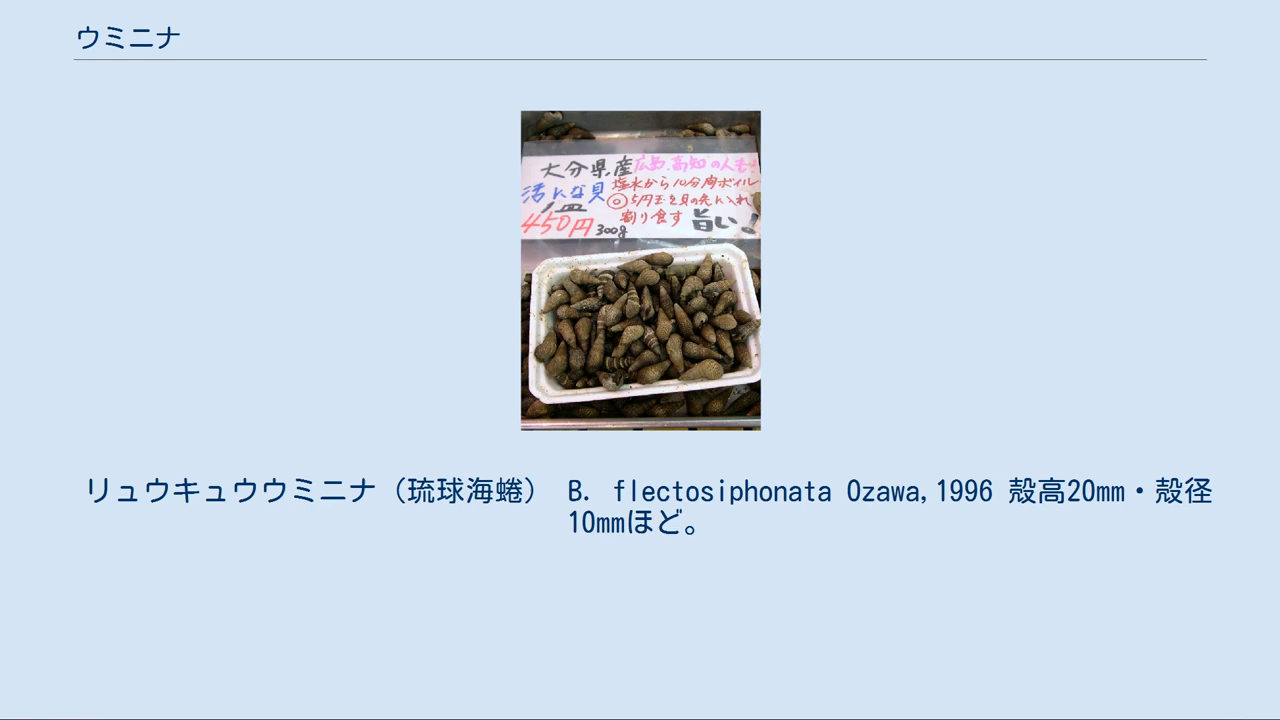 ウミニナ
大分県産 広島、高知の人も!
活 にな貝 塩水から10分肉ボイル
1皿 ◎5円玉を貝の先に入れ
450円 300g 割り食す 旨い!
リュウキュウウミニナ（琉球海蜷） B. flectosiphonata Ozawa,1996 殻高20mm・殻径
10mmほど。